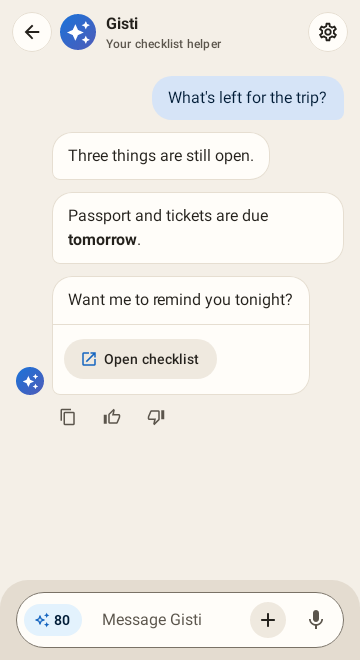 Gisti
Your checklist helper
What's left for the trip?
Three things are still open.
Passport and tickets are due
tomorrow.
Want me to remind you tonight?
Open checklist
80
Message Gisti